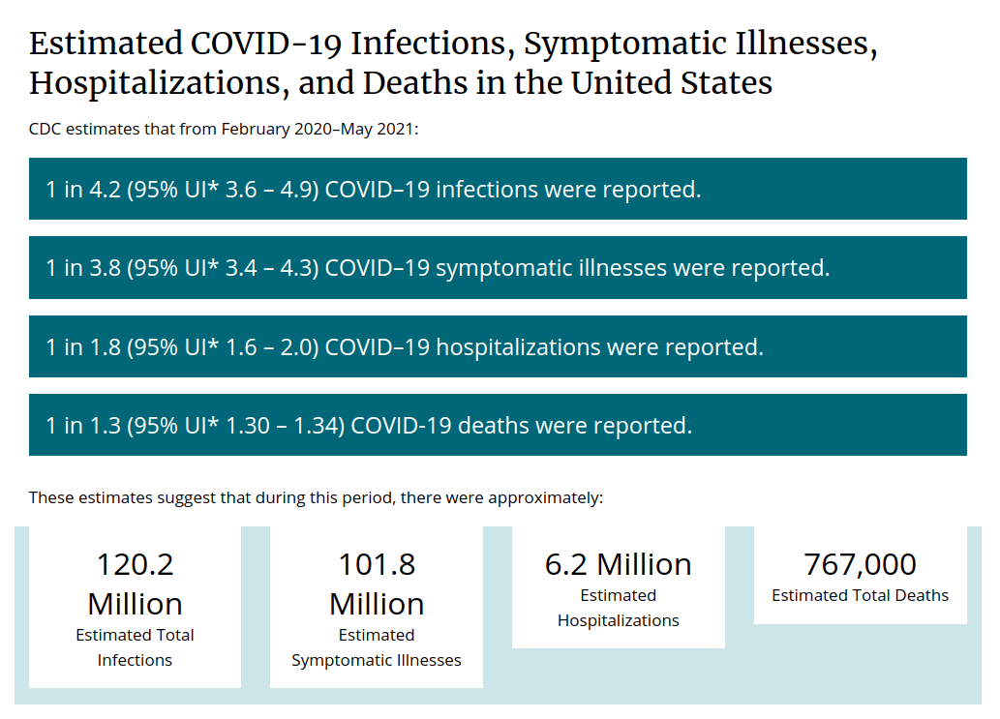 Estimated COVID-19 Infections, Symptomatic Illnesses,
Hospitalizations, and Deaths in the United States
CDC estimates that from February 2020–May 2021:
1 in 4.2 (95% UI* 3.6 – 4.9) COVID–19 infections were reported.
1 in 3.8 (95% UI* 3.4 – 4.3) COVID–19 symptomatic illnesses were reported.
1 in 1.8 (95% UI* 1.6 – 2.0) COVID–19 hospitalizations were reported.
1 in 1.3 (95% UI* 1.30 – 1.34) COVID-19 deaths were reported.
These estimates suggest that during this period, there were approximately:
120.2
Million
Estimated Total
Infections
101.8
Million
Estimated
Symptomatic Illnesses
6.2 Million
Estimated
Hospitalizations
767,000
Estimated Total Deaths